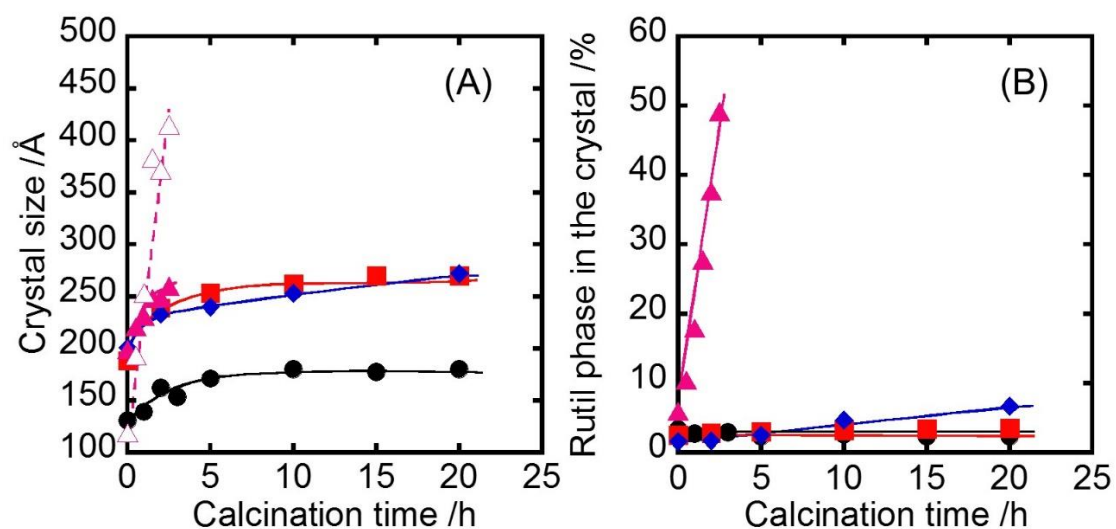 500
450
400
350
300
250
200
150
100
0 5 10 15 20 25
Crystal size /Å
Calcination time /h
(A)
60
50
40
30
20
10
0
0 5 10 15 20 25
Rutil phase in the crystal /%
Calcination time /h
(B)